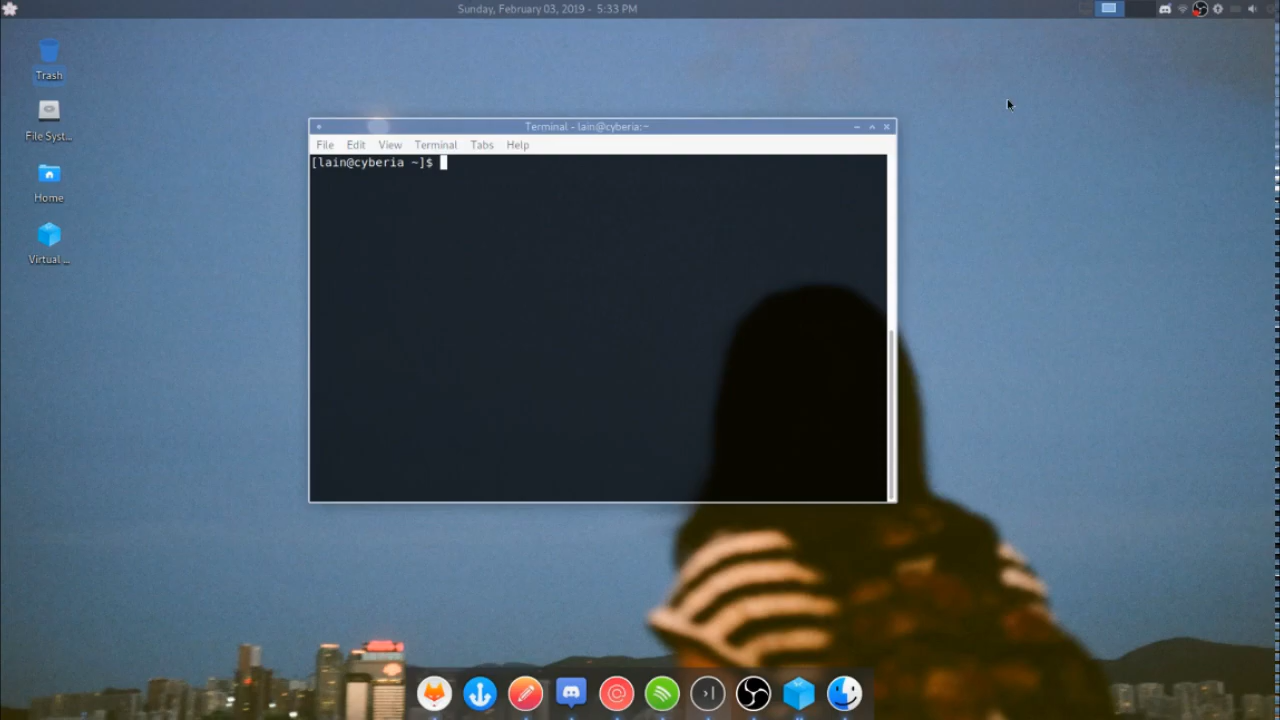 Sunday, February 03, 2019 - 5:33 PM
Trash
File Syst...
Home
Virtual ...
Terminal - lain@cyberia:~
File Edit View Terminal Tabs Help
[lain@cyberia ~]$